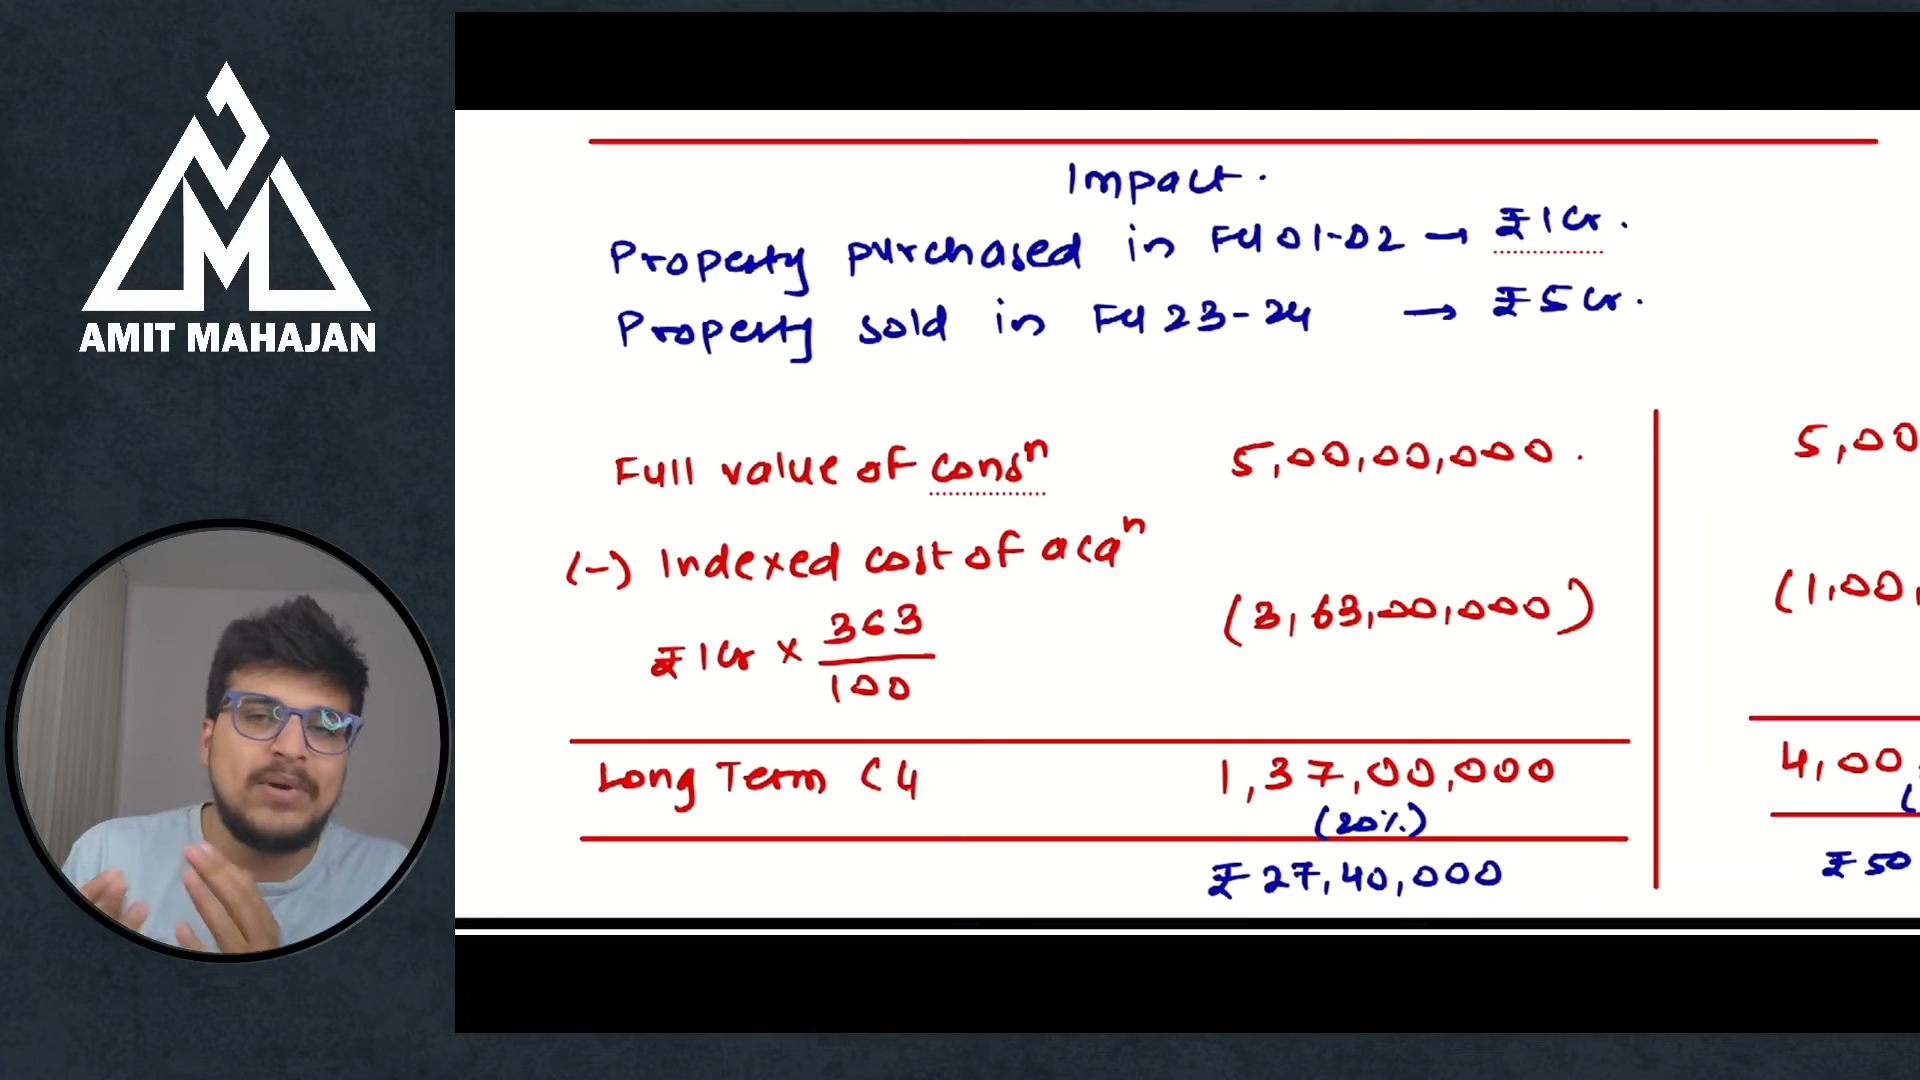 AMIT MAHAJAN
Impact.
Property purchased in FY 01-02 → ₹1Cr.
Property sold in FY 23-24 → ₹5Cr.
Full value of consⁿ 5,00,00,000. 5,00
(-) Indexed cost of acqⁿ
(3,63,00,000) (1,00,
₹1Cr × 363
100
Long Term CG 1,37,00,000 4,00,
(20%) (
₹27,40,000 ₹50